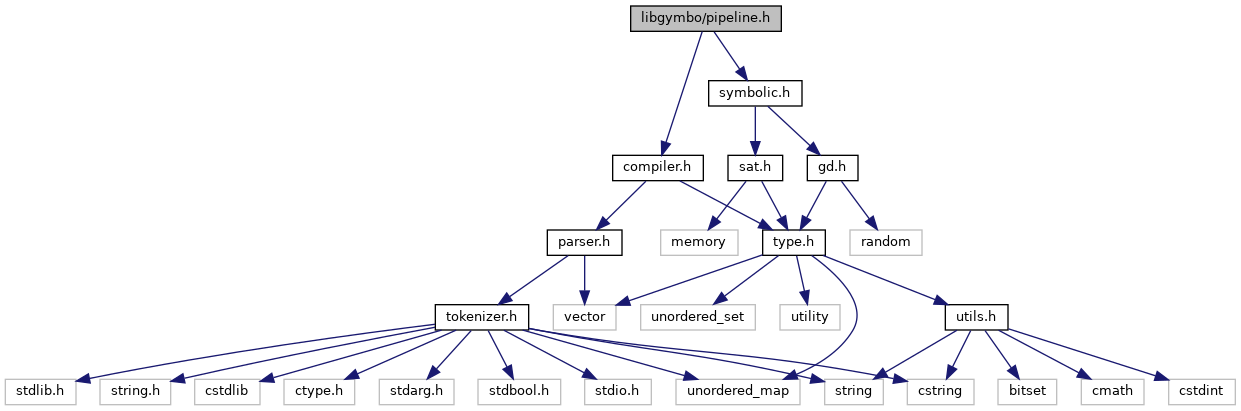 libgymbo/pipeline.h
symbolic.h
compiler.h
sat.h
gd.h
parser.h
memory
type.h
random
tokenizer.h
vector
unordered_set
utility
utils.h
stdlib.h
string.h
cstdlib
ctype.h
stdarg.h
stdbool.h
stdio.h
unordered_map
string
cstring
bitset
cmath
cstdint